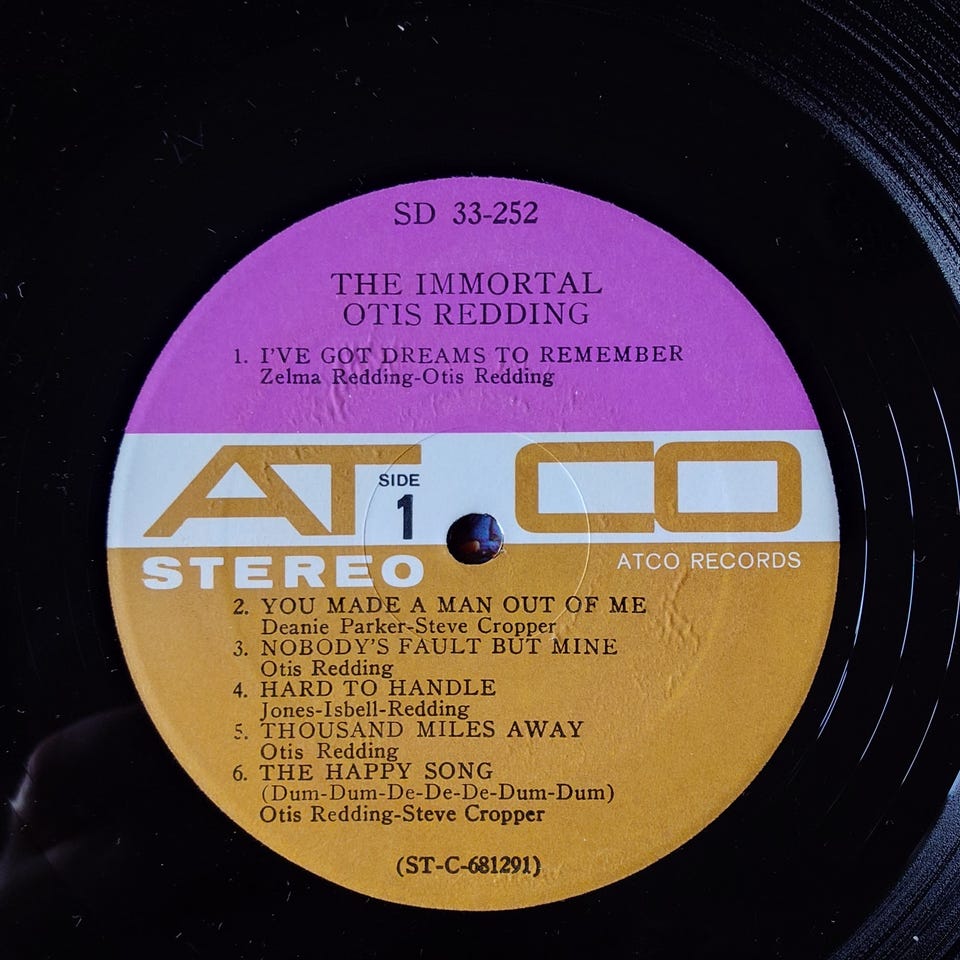 SD 33-252
THE IMMORTAL
OTIS REDDING
1. I'VE GOT DREAMS TO REMEMBER
Zelma Redding-Otis Redding
ATCO
SIDE
1
STEREO
ATCO RECORDS
2. YOU MADE A MAN OUT OF ME
Deanie Parker-Steve Cropper
3. NOBODY'S FAULT BUT MINE
Otis Redding
4. HARD TO HANDLE
Jones-Isbell-Redding
5. THOUSAND MILES AWAY
Otis Redding
6. THE HAPPY SONG
(Dum-Dum-De-De-De-Dum-Dum)
Otis Redding-Steve Cropper
(ST-C-681291)